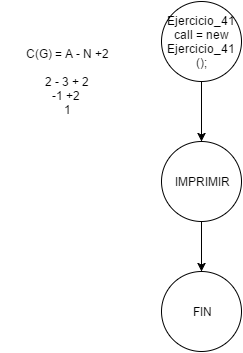 C(G) = A - N +2
2 - 3 + 2
-1 +2
1
Ejercicio_41
call = new
Ejercicio_41
();
IMPRIMIR
FIN